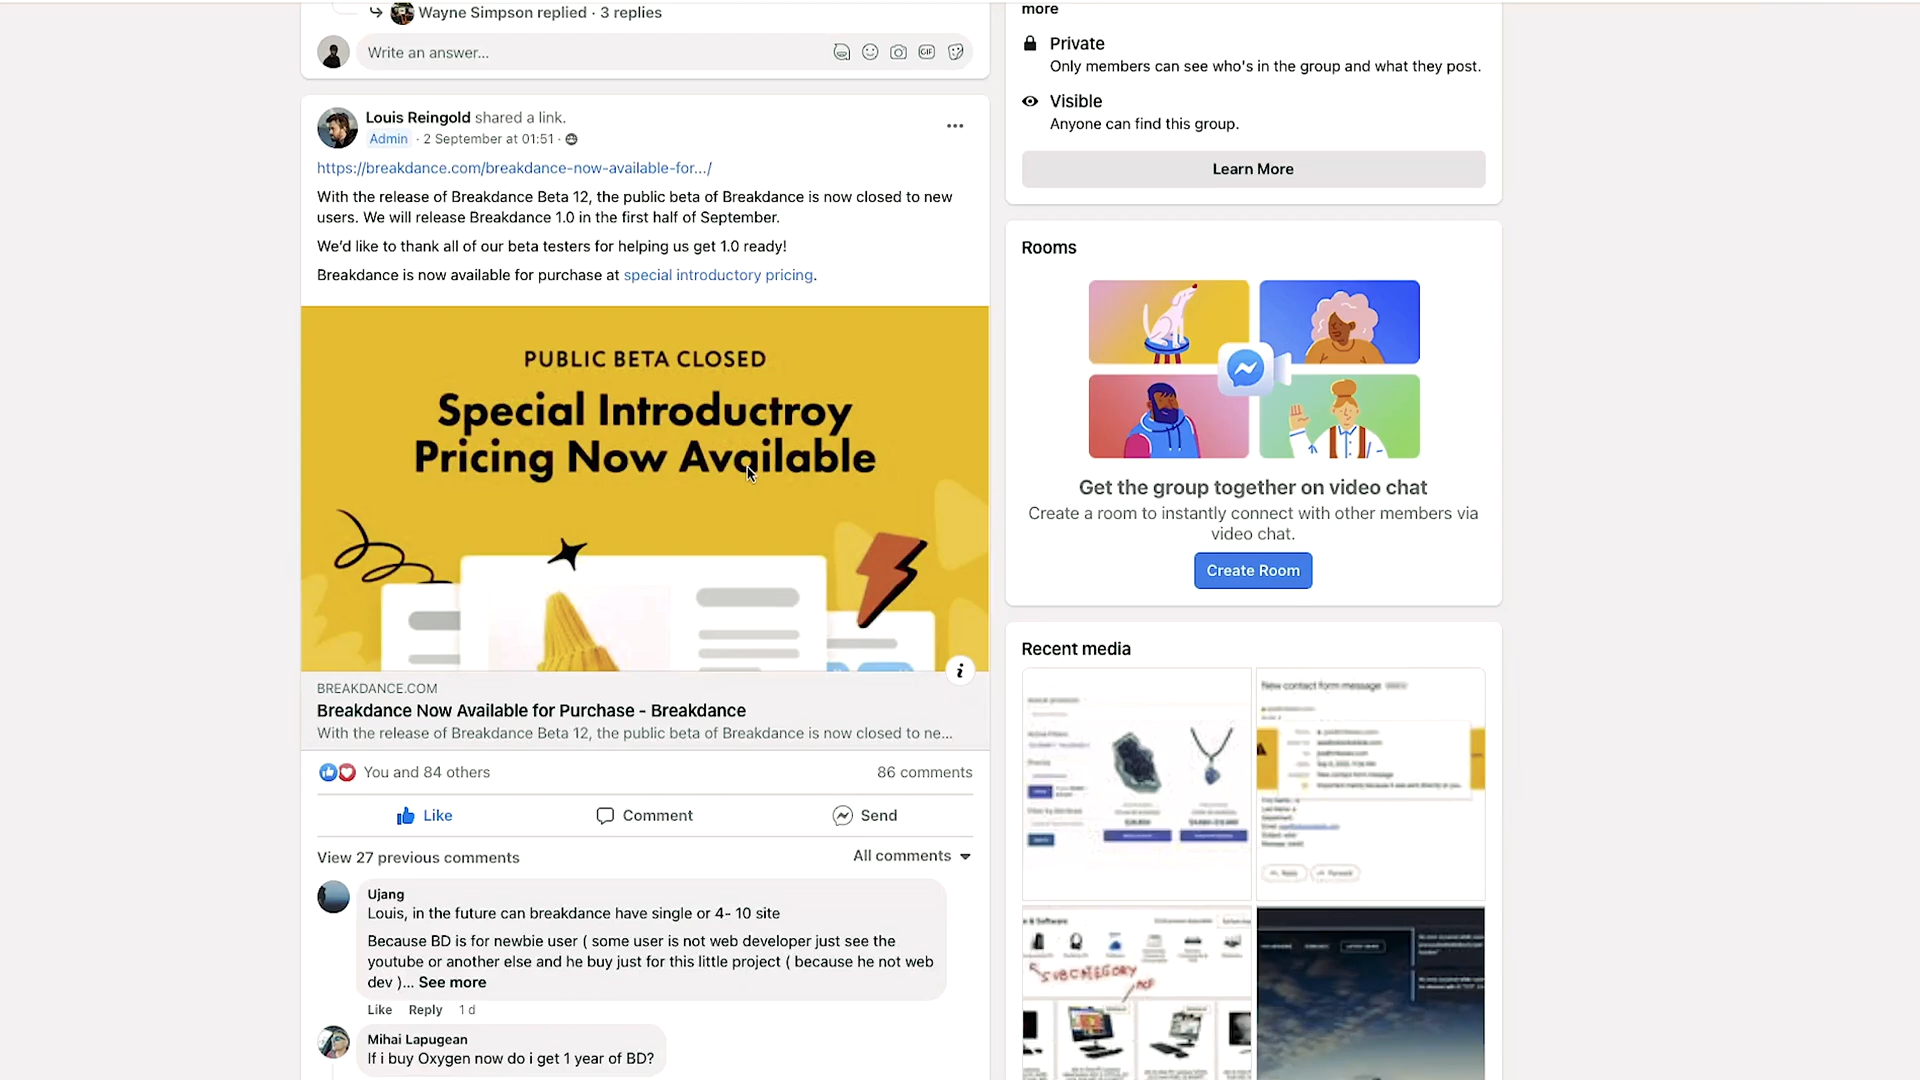 Wayne Simpson replied · 3 replies
Write an answer...
GIF
Louis Reingold shared a link.
Admin · 2 September at 01:51 ·
https://breakdance.com/breakdance-now-available-for.../
With the release of Breakdance Beta 12, the public beta of Breakdance is now closed to new
users. We will release Breakdance 1.0 in the first half of September.
We'd like to thank all of our beta testers for helping us get 1.0 ready!
Breakdance is now available for purchase at special introductory pricing.
PUBLIC BETA CLOSED
Special Introductroy
Pricing Now Available
BREAKDANCE.COM
Breakdance Now Available for Purchase - Breakdance
With the release of Breakdance Beta 12, the public beta of Breakdance is now closed to ne...
You and 84 others
86 comments
Like
Comment
Send
View 27 previous comments
All comments
Ujang
Louis, in the future can breakdance have single or 4- 10 site
Because BD is for newbie user ( some user is not web developer just see the
youtube or another else and he buy just for this little project ( because he not web
dev )... See more
Like Reply 1 d
Mihai Lapugean
If i buy Oxygen now do i get 1 year of BD?
more
Private
Only members can see who's in the group and what they post.
Visible
Anyone can find this group.
Learn More
Rooms
Get the group together on video chat
Create a room to instantly connect with other members via
video chat.
Create Room
Recent media
New contact form message
& Software
SUBCATEGORY